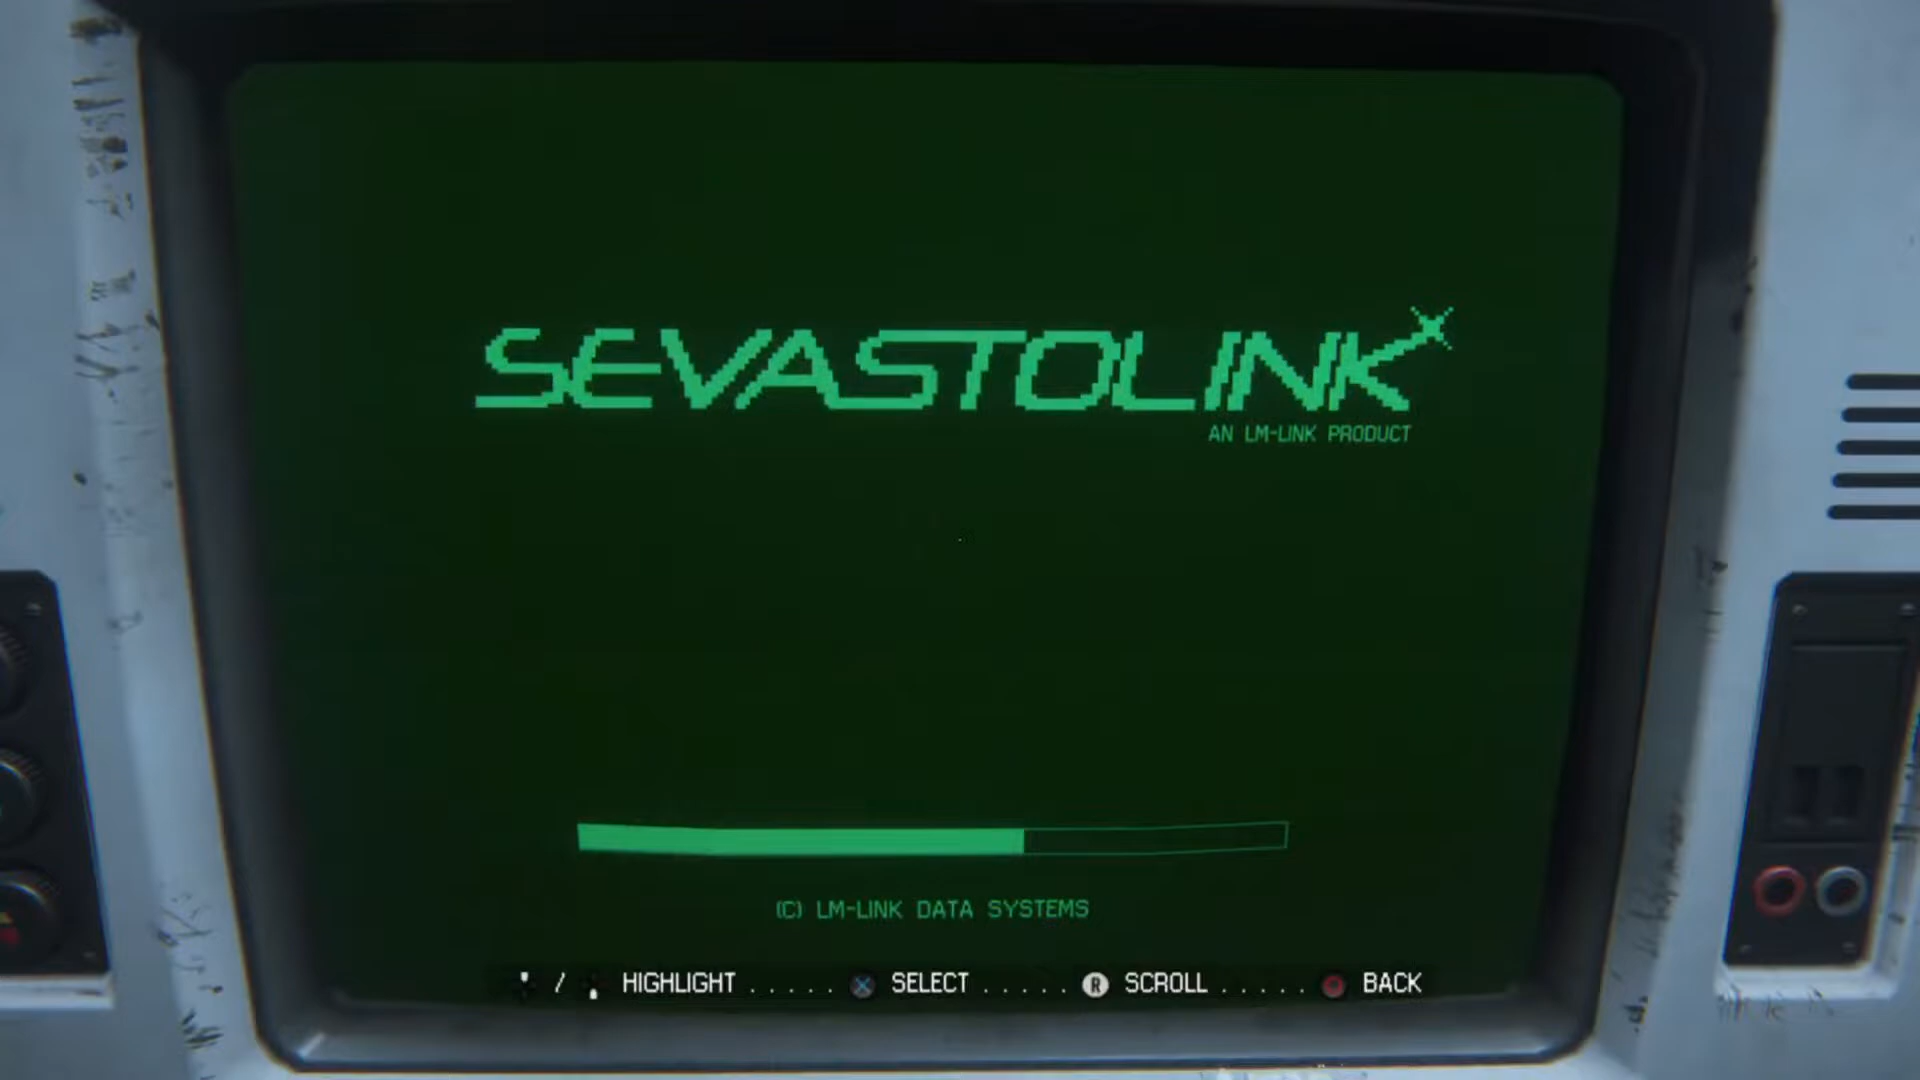 SEVASTOLINK
AN LM-LINK PRODUCT
(C) LM-LINK DATA SYSTEMS
/ HIGHLIGHT ..... SELECT ..... R SCROLL ..... BACK